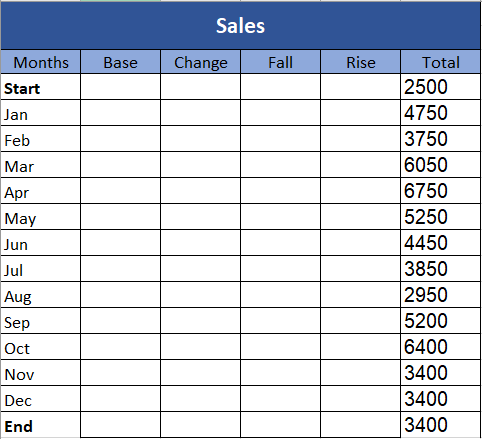 Sales
Months Base Change Fall Rise Total
Start 2500
Jan 4750
Feb 3750
Mar 6050
Apr 6750
May 5250
Jun 4450
Jul 3850
Aug 2950
Sep 5200
Oct 6400
Nov 3400
Dec 3400
End 3400